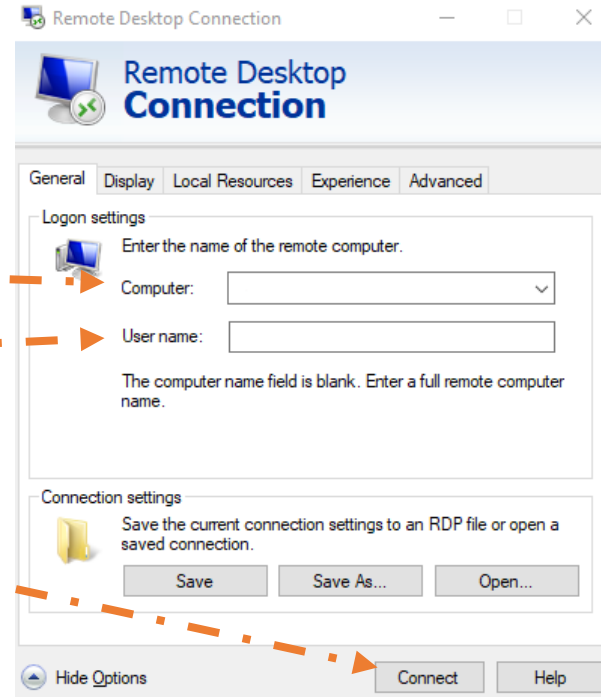 Remote Desktop Connection
Remote Desktop
Connection
General Display Local Resources Experience Advanced
Logon settings
Enter the name of the remote computer.
Computer:
User name:
The computer name field is blank. Enter a full remote computer
name.
Connection settings
Save the current connection settings to an RDP file or open a
saved connection.
Save Save As... Open...
Hide Options Connect Help